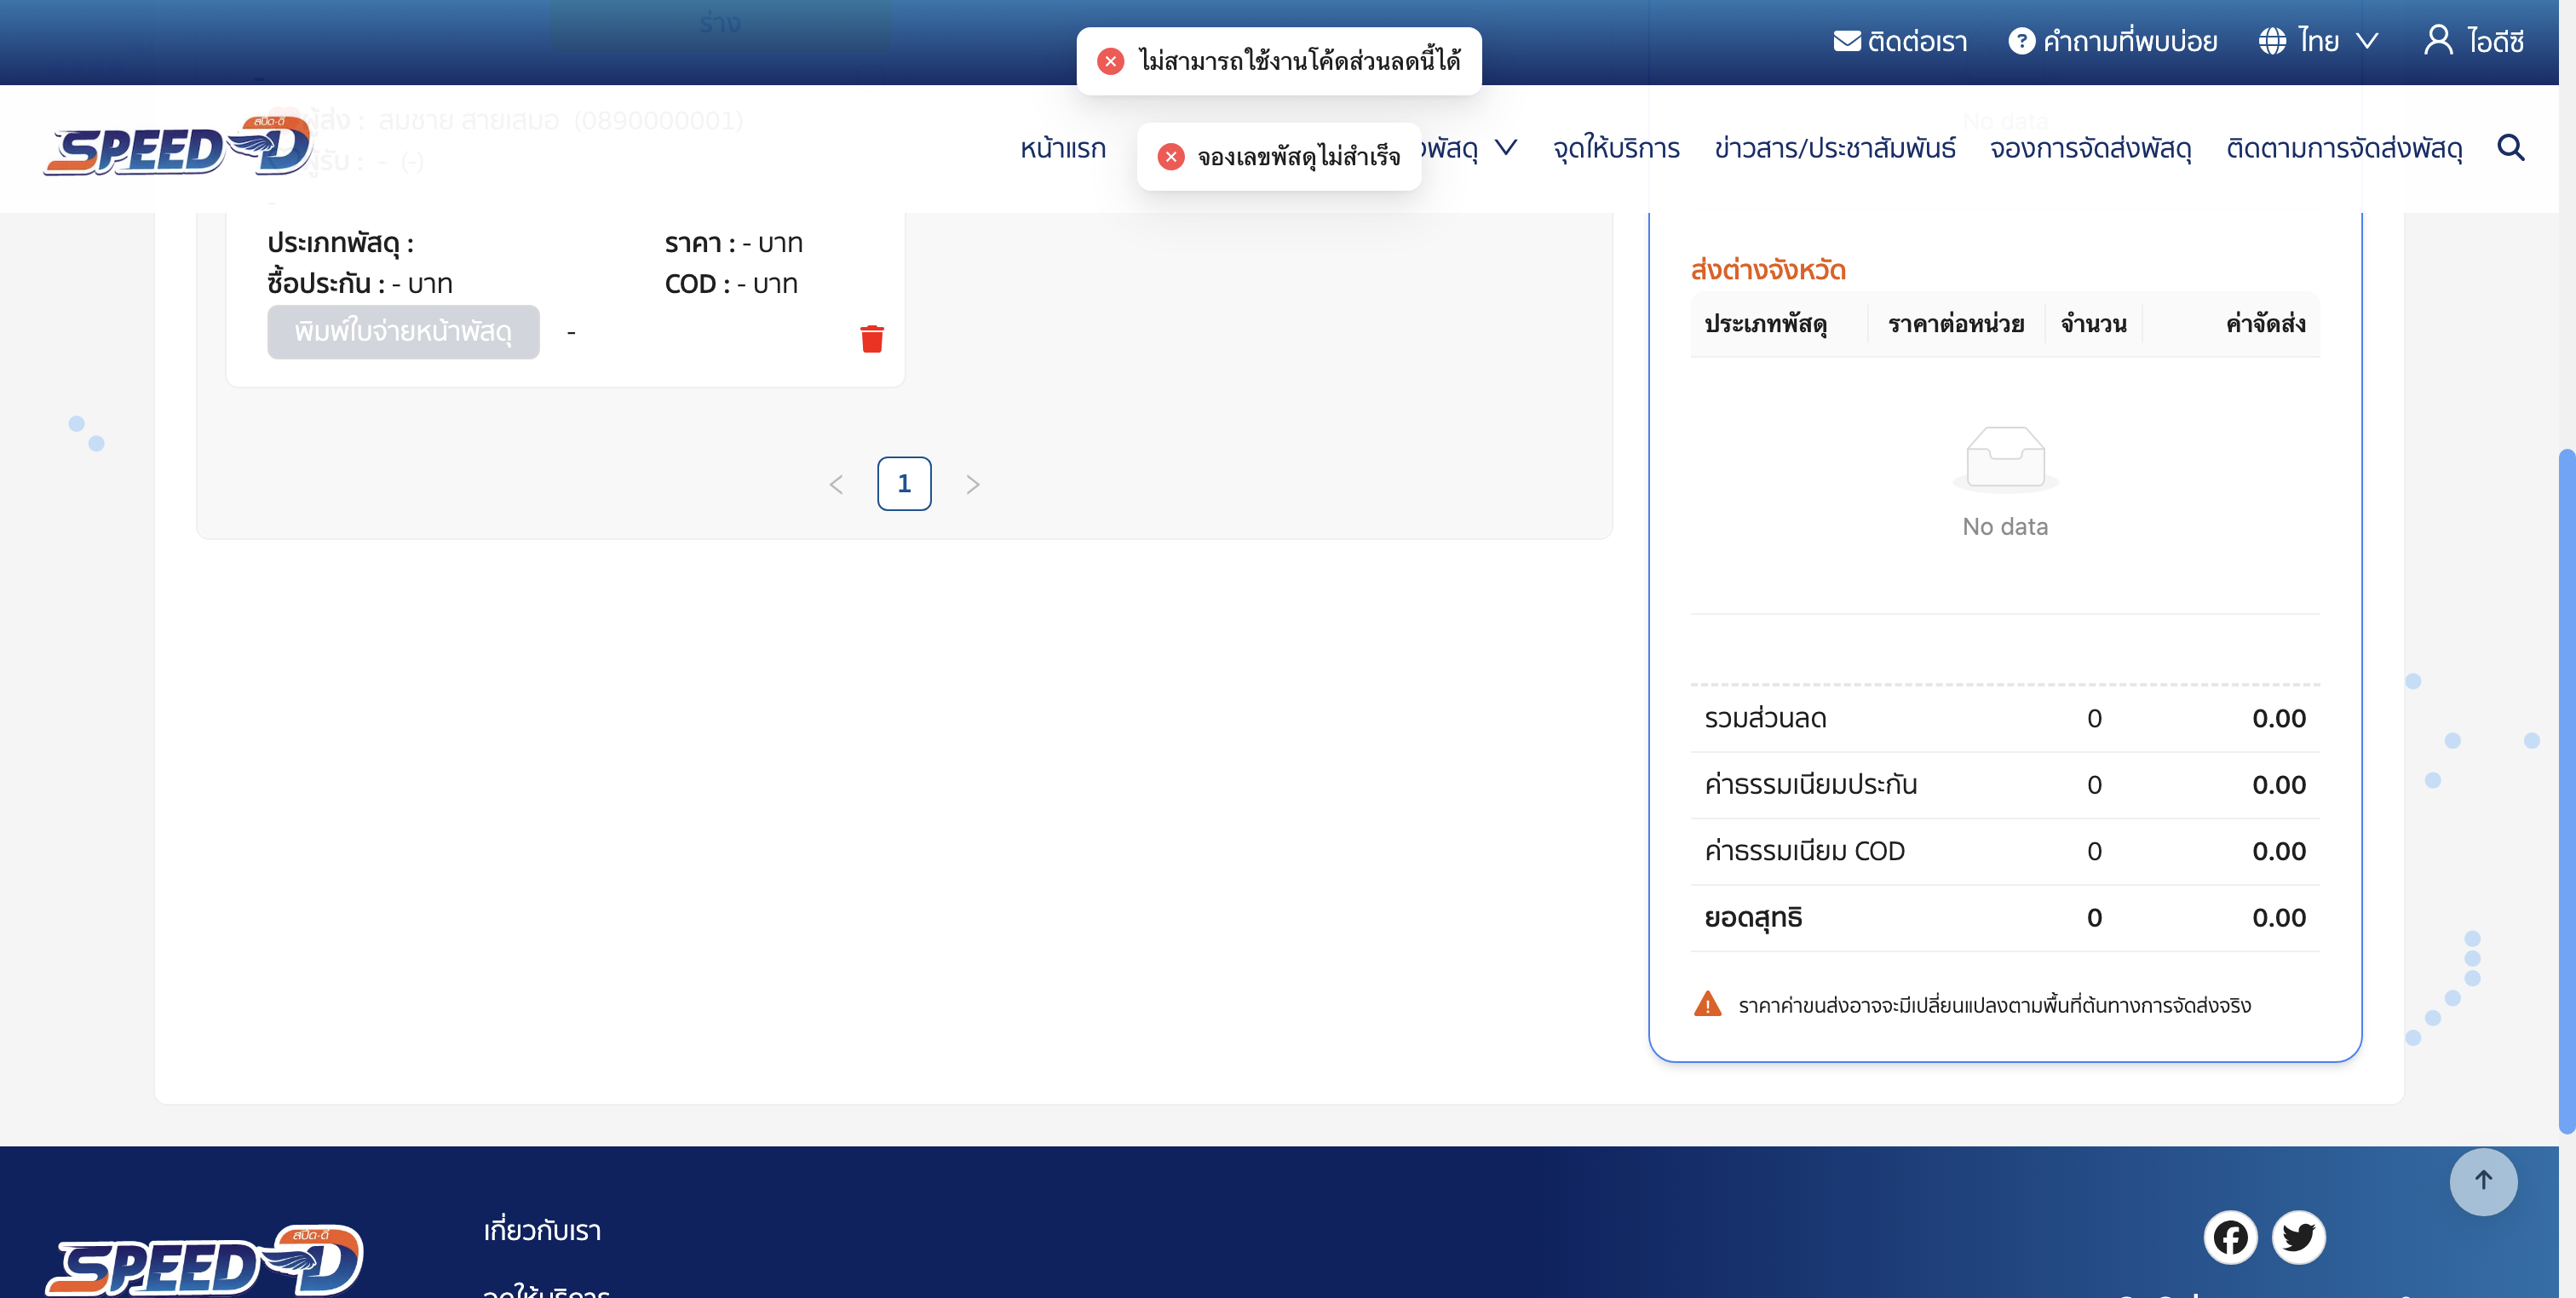 ร่าง
ไม่สามารถใช้งานโค้ดส่วนลดนี้ได้
ติดต่อเรา
คำถามที่พบบ่อย
ไทย
ไอดีซี
สปีด-ดี
SPEED-D
ผู้ส่ง : สมชาย สายเสมอ (0890000001)
ผู้รับ : - (-)
No data
หน้าแรก
จองเลขพัสดุไม่สำเร็จ
พัสดุ
จุดให้บริการ
ข่าวสาร/ประชาสัมพันธ์
จองการจัดส่งพัสดุ
ติดตามการจัดส่งพัสดุ
ประเภทพัสดุ :
ราคา : - บาท
ซื้อประกัน : - บาท
COD : - บาท
พิมพ์ใบจ่ายหน้าพัสดุ
-
1
ส่งต่างจังหวัด
ประเภทพัสดุ ราคาต่อหน่วย จำนวน ค่าจัดส่ง
No data
รวมส่วนลด 0 0.00
ค่าธรรมเนียมประกัน 0 0.00
ค่าธรรมเนียม COD 0 0.00
ยอดสุทธิ 0 0.00
ราคาค่าขนส่งอาจจะมีเปลี่ยนแปลงตามพื้นที่ต้นทางการจัดส่งจริง
สปีด-ดี
SPEED-D
เกี่ยวกับเรา
จุดให้บริการ